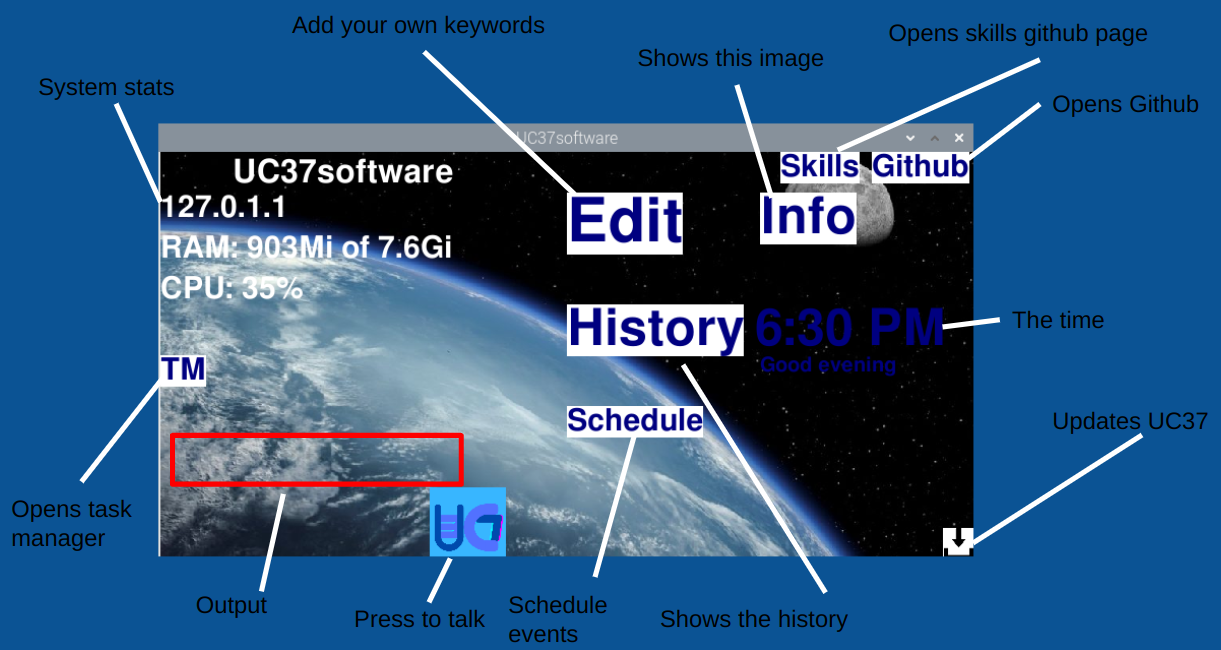 Add your own keywords
Opens skills github page
Shows this image
System stats
Opens Github
UC37software
Skills
Github
UC37software
127.0.1.1
Edit
Info
RAM: 903Mi of 7.6Gi
CPU: 35%
History
6:30 PM
The time
Good evening
TM
Schedule
Updates UC37
Opens task
manager
UC7
Output
Press to talk
Schedule
events
Shows the history